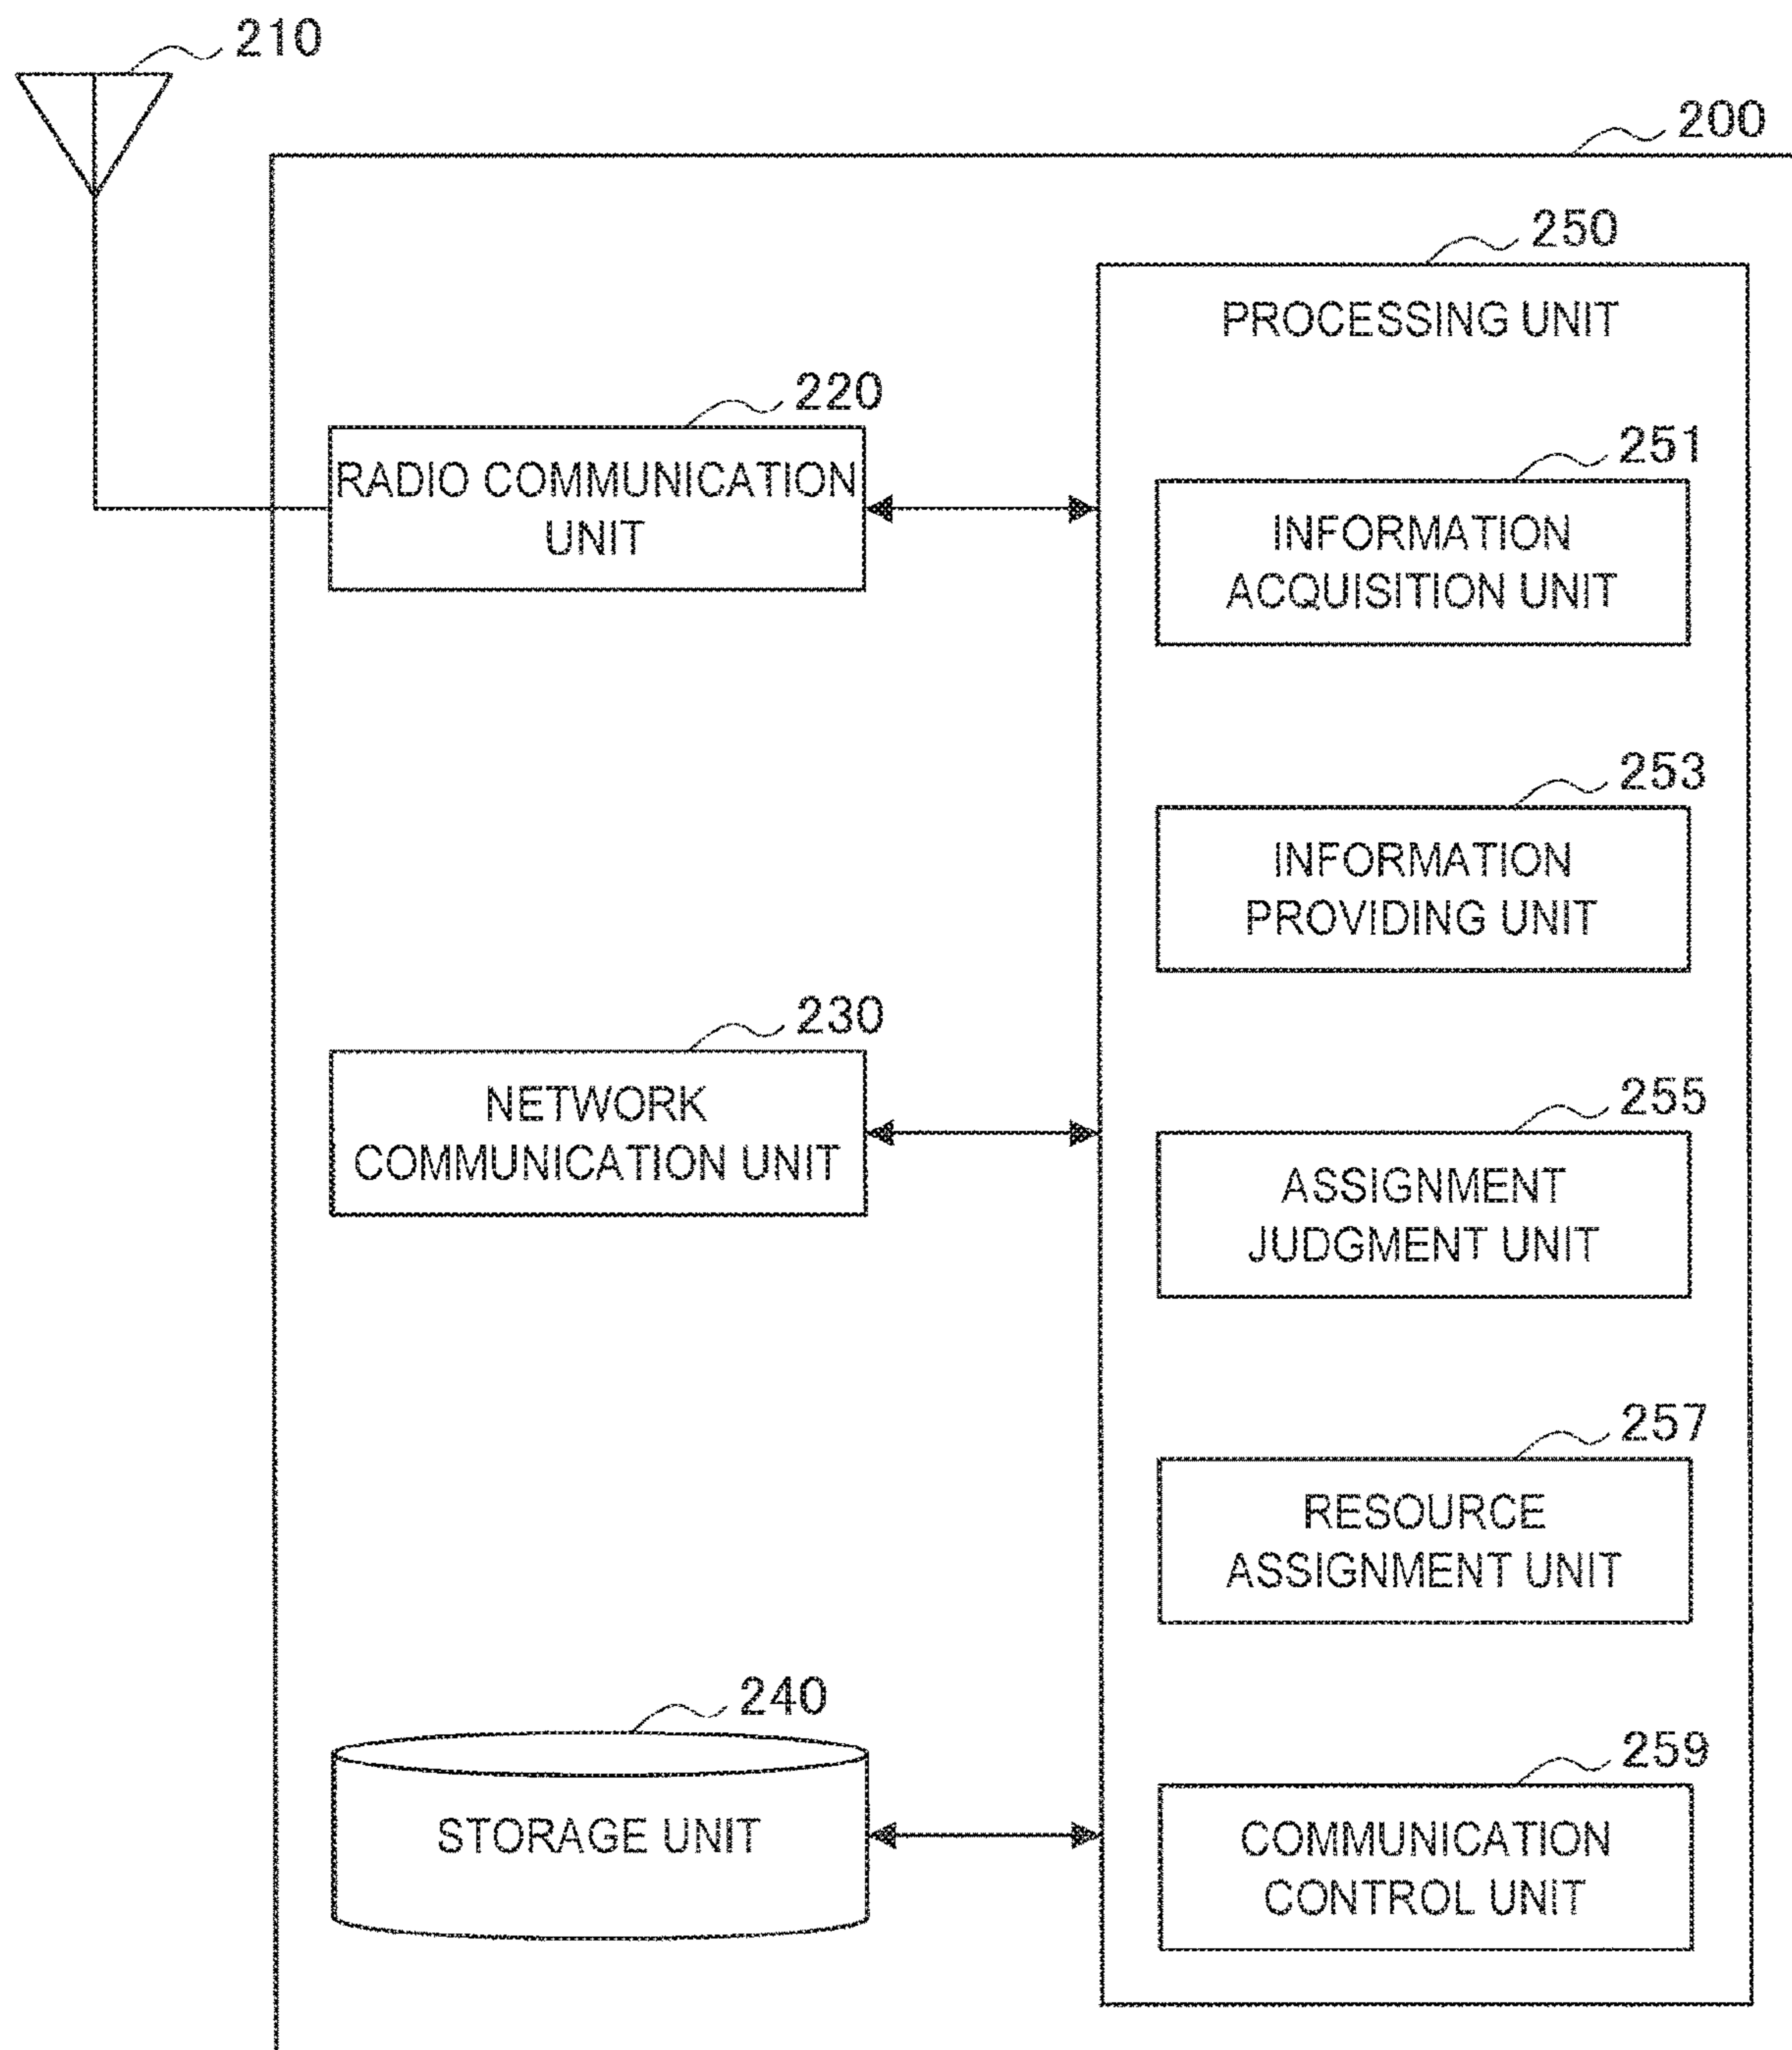 210
200
250
PROCESSING UNIT
220
RADIO COMMUNICATION
UNIT
251
INFORMATION
ACQUISITION UNIT
253
INFORMATION
PROVIDING UNIT
230
NETWORK
COMMUNICATION UNIT
255
ASSIGNMENT
JUDGMENT UNIT
257
RESOURCE
ASSIGNMENT UNIT
240
STORAGE UNIT
259
COMMUNICATION
CONTROL UNIT